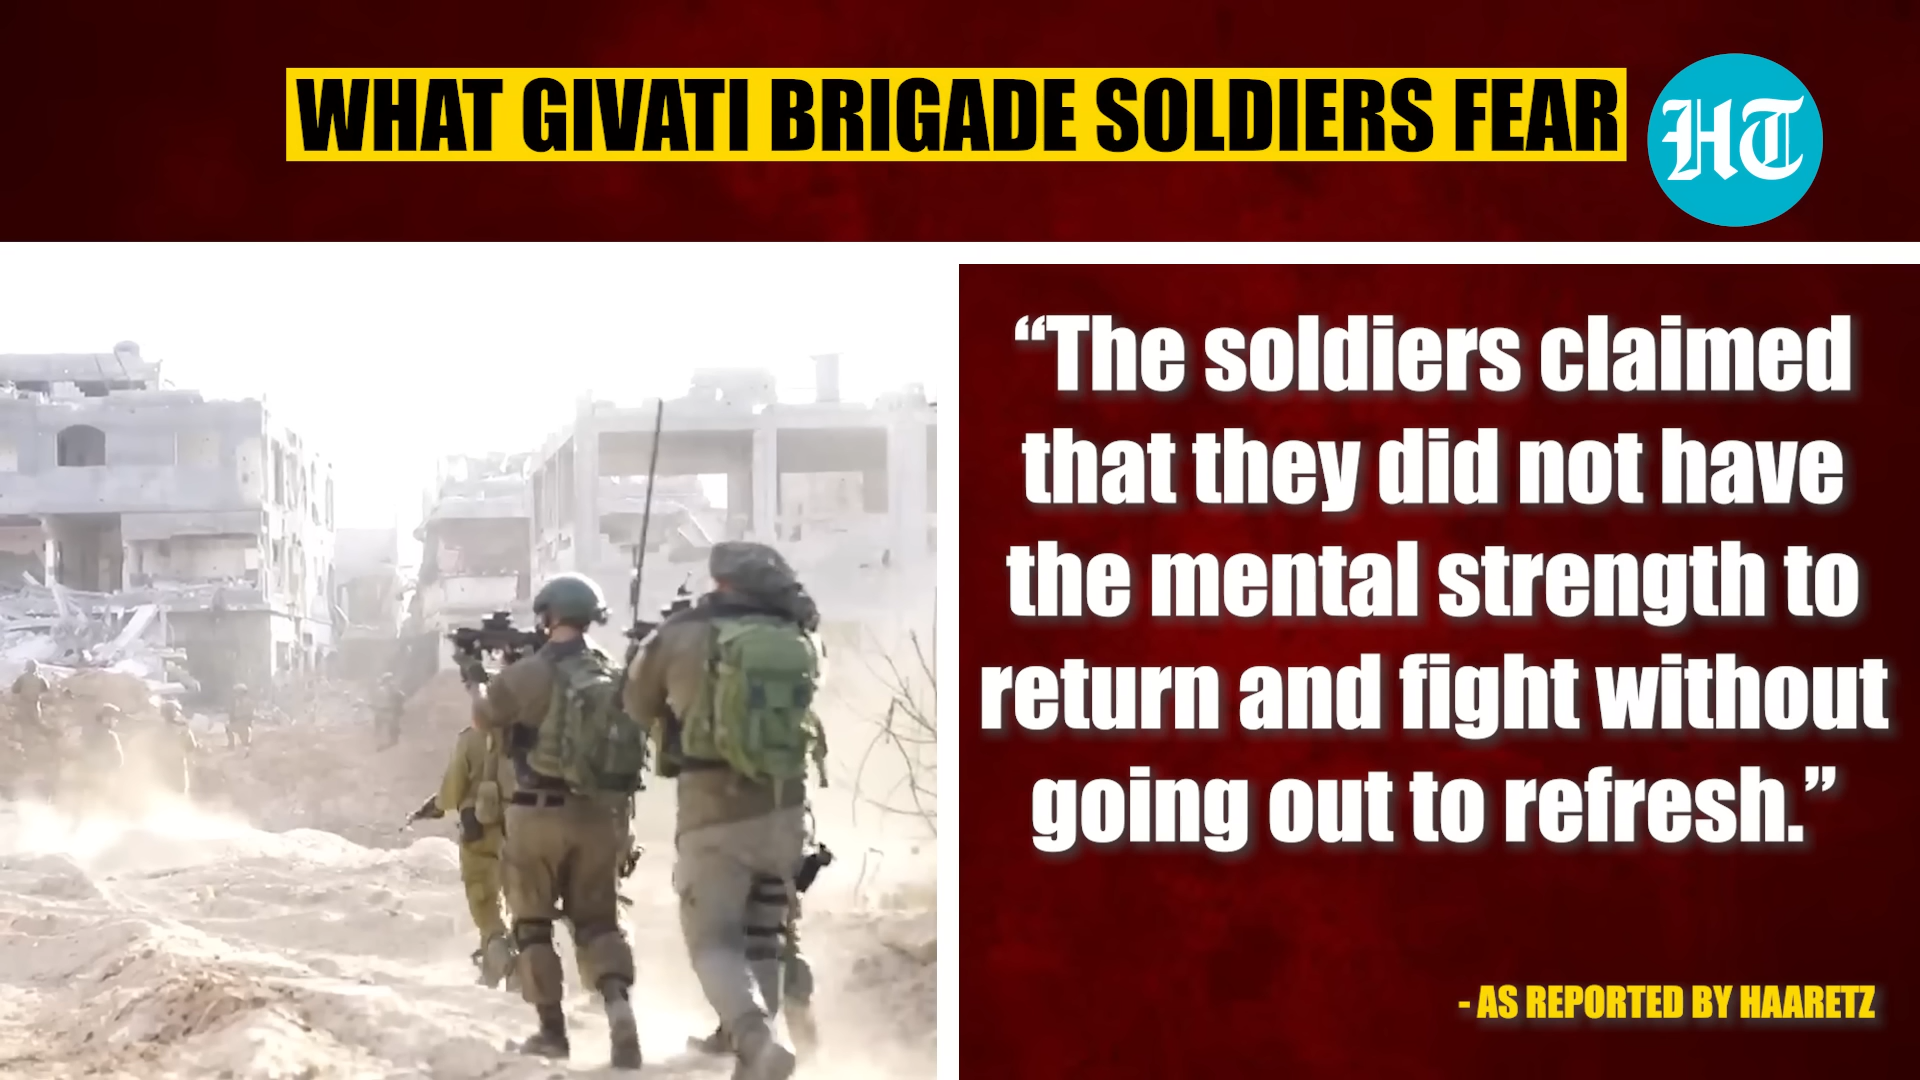 WHAT GIVATI BRIGADE SOLDIERS FEAR
HT
“The soldiers claimed
that they did not have
the mental strength to
return and fight without
going out to refresh.”
- AS REPORTED BY HAARETZ